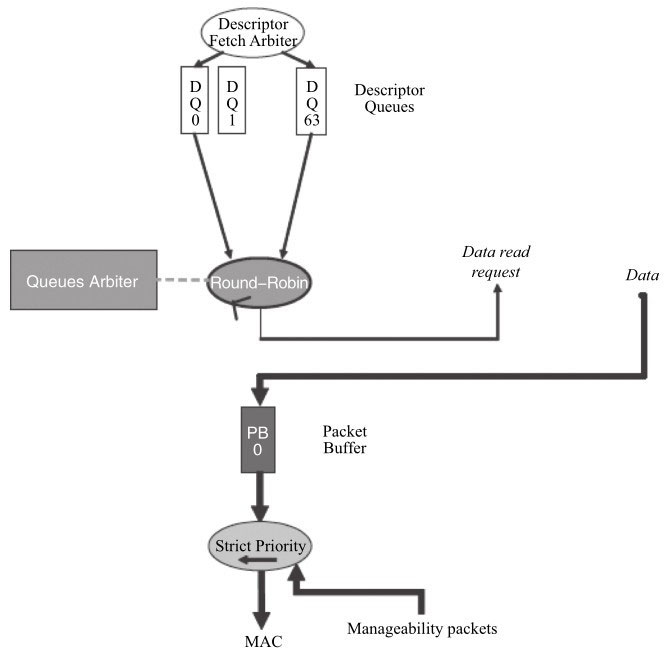 Descriptor
Fetch Arbiter
D
Q
0
D
Q
1
D
Q
63
Descriptor
Queues
Queues Arbiter
Round–Robin
Data read
request
Data
PB
0
Packet
Buffer
Strict Priority
Manageability packets
MAC